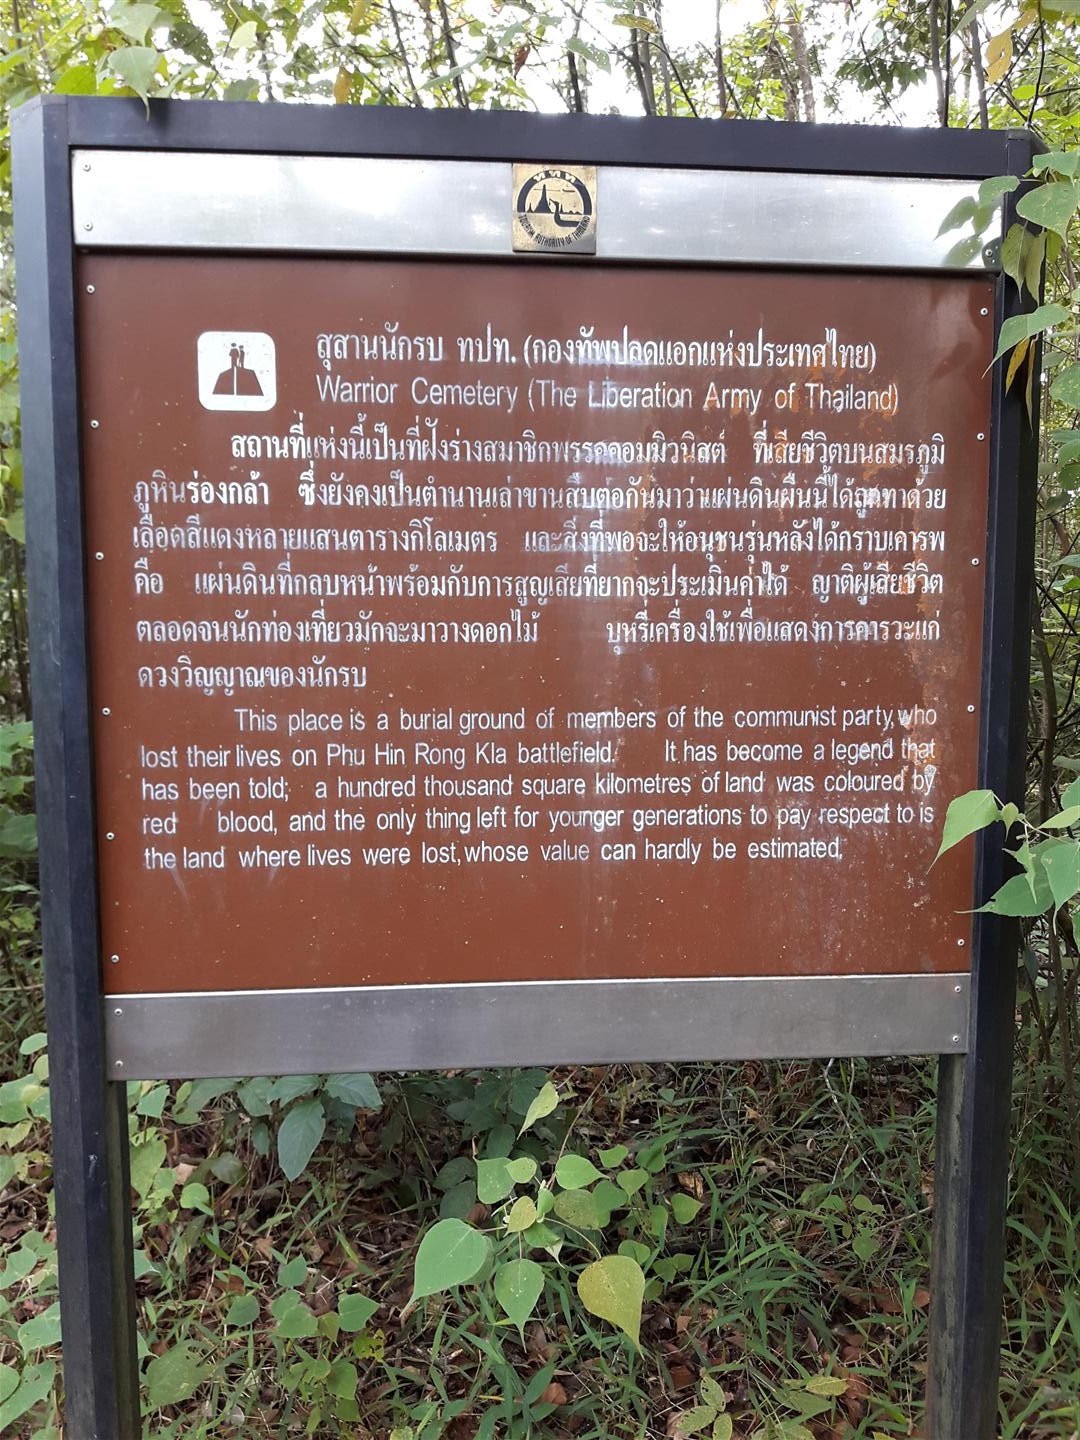 ททท
TOURISM AUTHORITY OF THAILAND
สุสานนักรบ ทปท. (กองทัพปลดแอกแห่งประเทศไทย)
Warrior Cemetery (The Liberation Army of Thailand)
สถานที่แห่งนี้เป็นที่ฝังร่างสมาชิกพรรคคอมมิวนิสต์ ที่เสียชีวิตบนสมรภูมิ
ภูหินร่องกล้า ซึ่งยังคงเป็นตำนานเล่าขานสืบต่อกันมาว่าแผ่นดินผืนนี้ได้ถูกทาด้วย
เลือดสีแดงหลายแสนตารางกิโลเมตร และสิ่งที่พอจะให้อนุชนรุ่นหลังได้กราบเคารพ
คือ แผ่นดินที่กลบหน้าพร้อมกับการสูญเสียที่ยากจะประเมินค่าได้ ญาติผู้เสียชีวิต
ตลอดจนนักท่องเที่ยวมักจะมาวางดอกไม้ บุหรี่เครื่องใช้เพื่อแสดงการคารวะแก่
ดวงวิญญาณของนักรบ
This place is a burial ground of members of the communist party, who
lost their lives on Phu Hin Rong Kla battlefield. It has become a legend that
has been told; a hundred thousand square kilometres of land was coloured by
red blood, and the only thing left for younger generations to pay respect to is
the land where lives were lost, whose value can hardly be estimated.